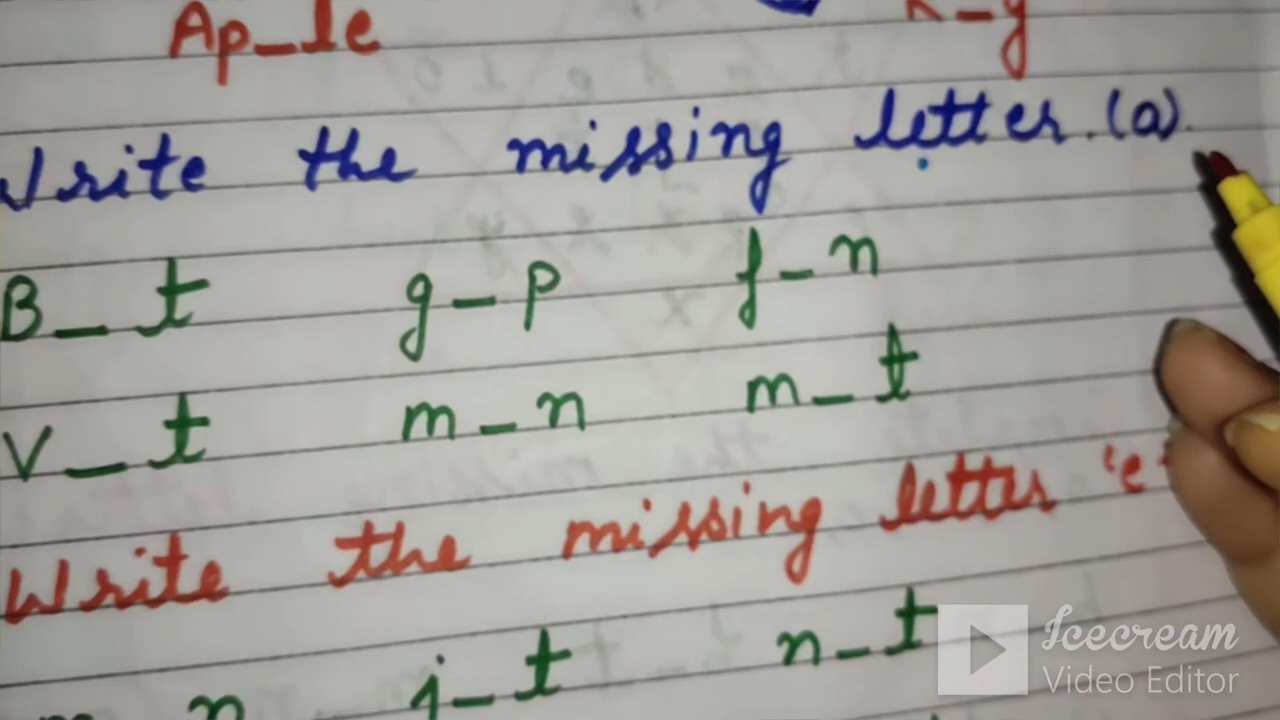 Ap_le
Write the missing letter. (a).
B_t g_p f_n
V_t m_n m_t
Write the missing letter 'e'
j_t n_t
Icecream
Video Editor